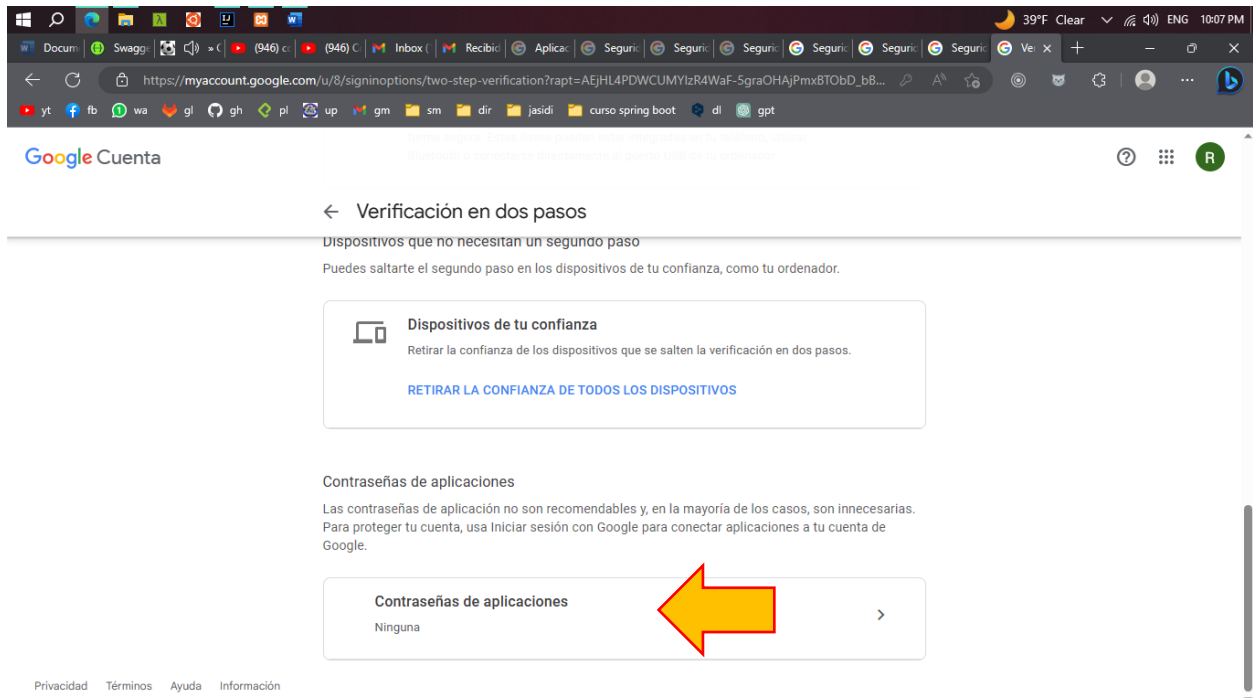 39°F Clear ENG 10:07 PM
Docum Swagge (946) cc (946) C Inbox ( Recibid Aplicac Seguric Seguric Seguric Seguric Seguric Seguric Ver
https://myaccount.google.com/u/8/signinoptions/two-step-verification?rapt=AEjHL4PDWCUMYIzR4WaF-5graOHAjPmxBTObD_bB...
yt fb wa gl gh pl up gm sm dir jasidi curso spring boot dl gpt
Google Cuenta
R
Verificación en dos pasos
Dispositivos que no necesitan un segundo paso
Puedes saltarte el segundo paso en los dispositivos de tu confianza, como tu ordenador.
Dispositivos de tu confianza
Retirar la confianza de los dispositivos que se salten la verificación en dos pasos.
RETIRAR LA CONFIANZA DE TODOS LOS DISPOSITIVOS
Contraseñas de aplicaciones
Las contraseñas de aplicación no son recomendables y, en la mayoría de los casos, son innecesarias.
Para proteger tu cuenta, usa Iniciar sesión con Google para conectar aplicaciones a tu cuenta de
Google.
Contraseñas de aplicaciones
Ninguna
Privacidad Términos Ayuda Información